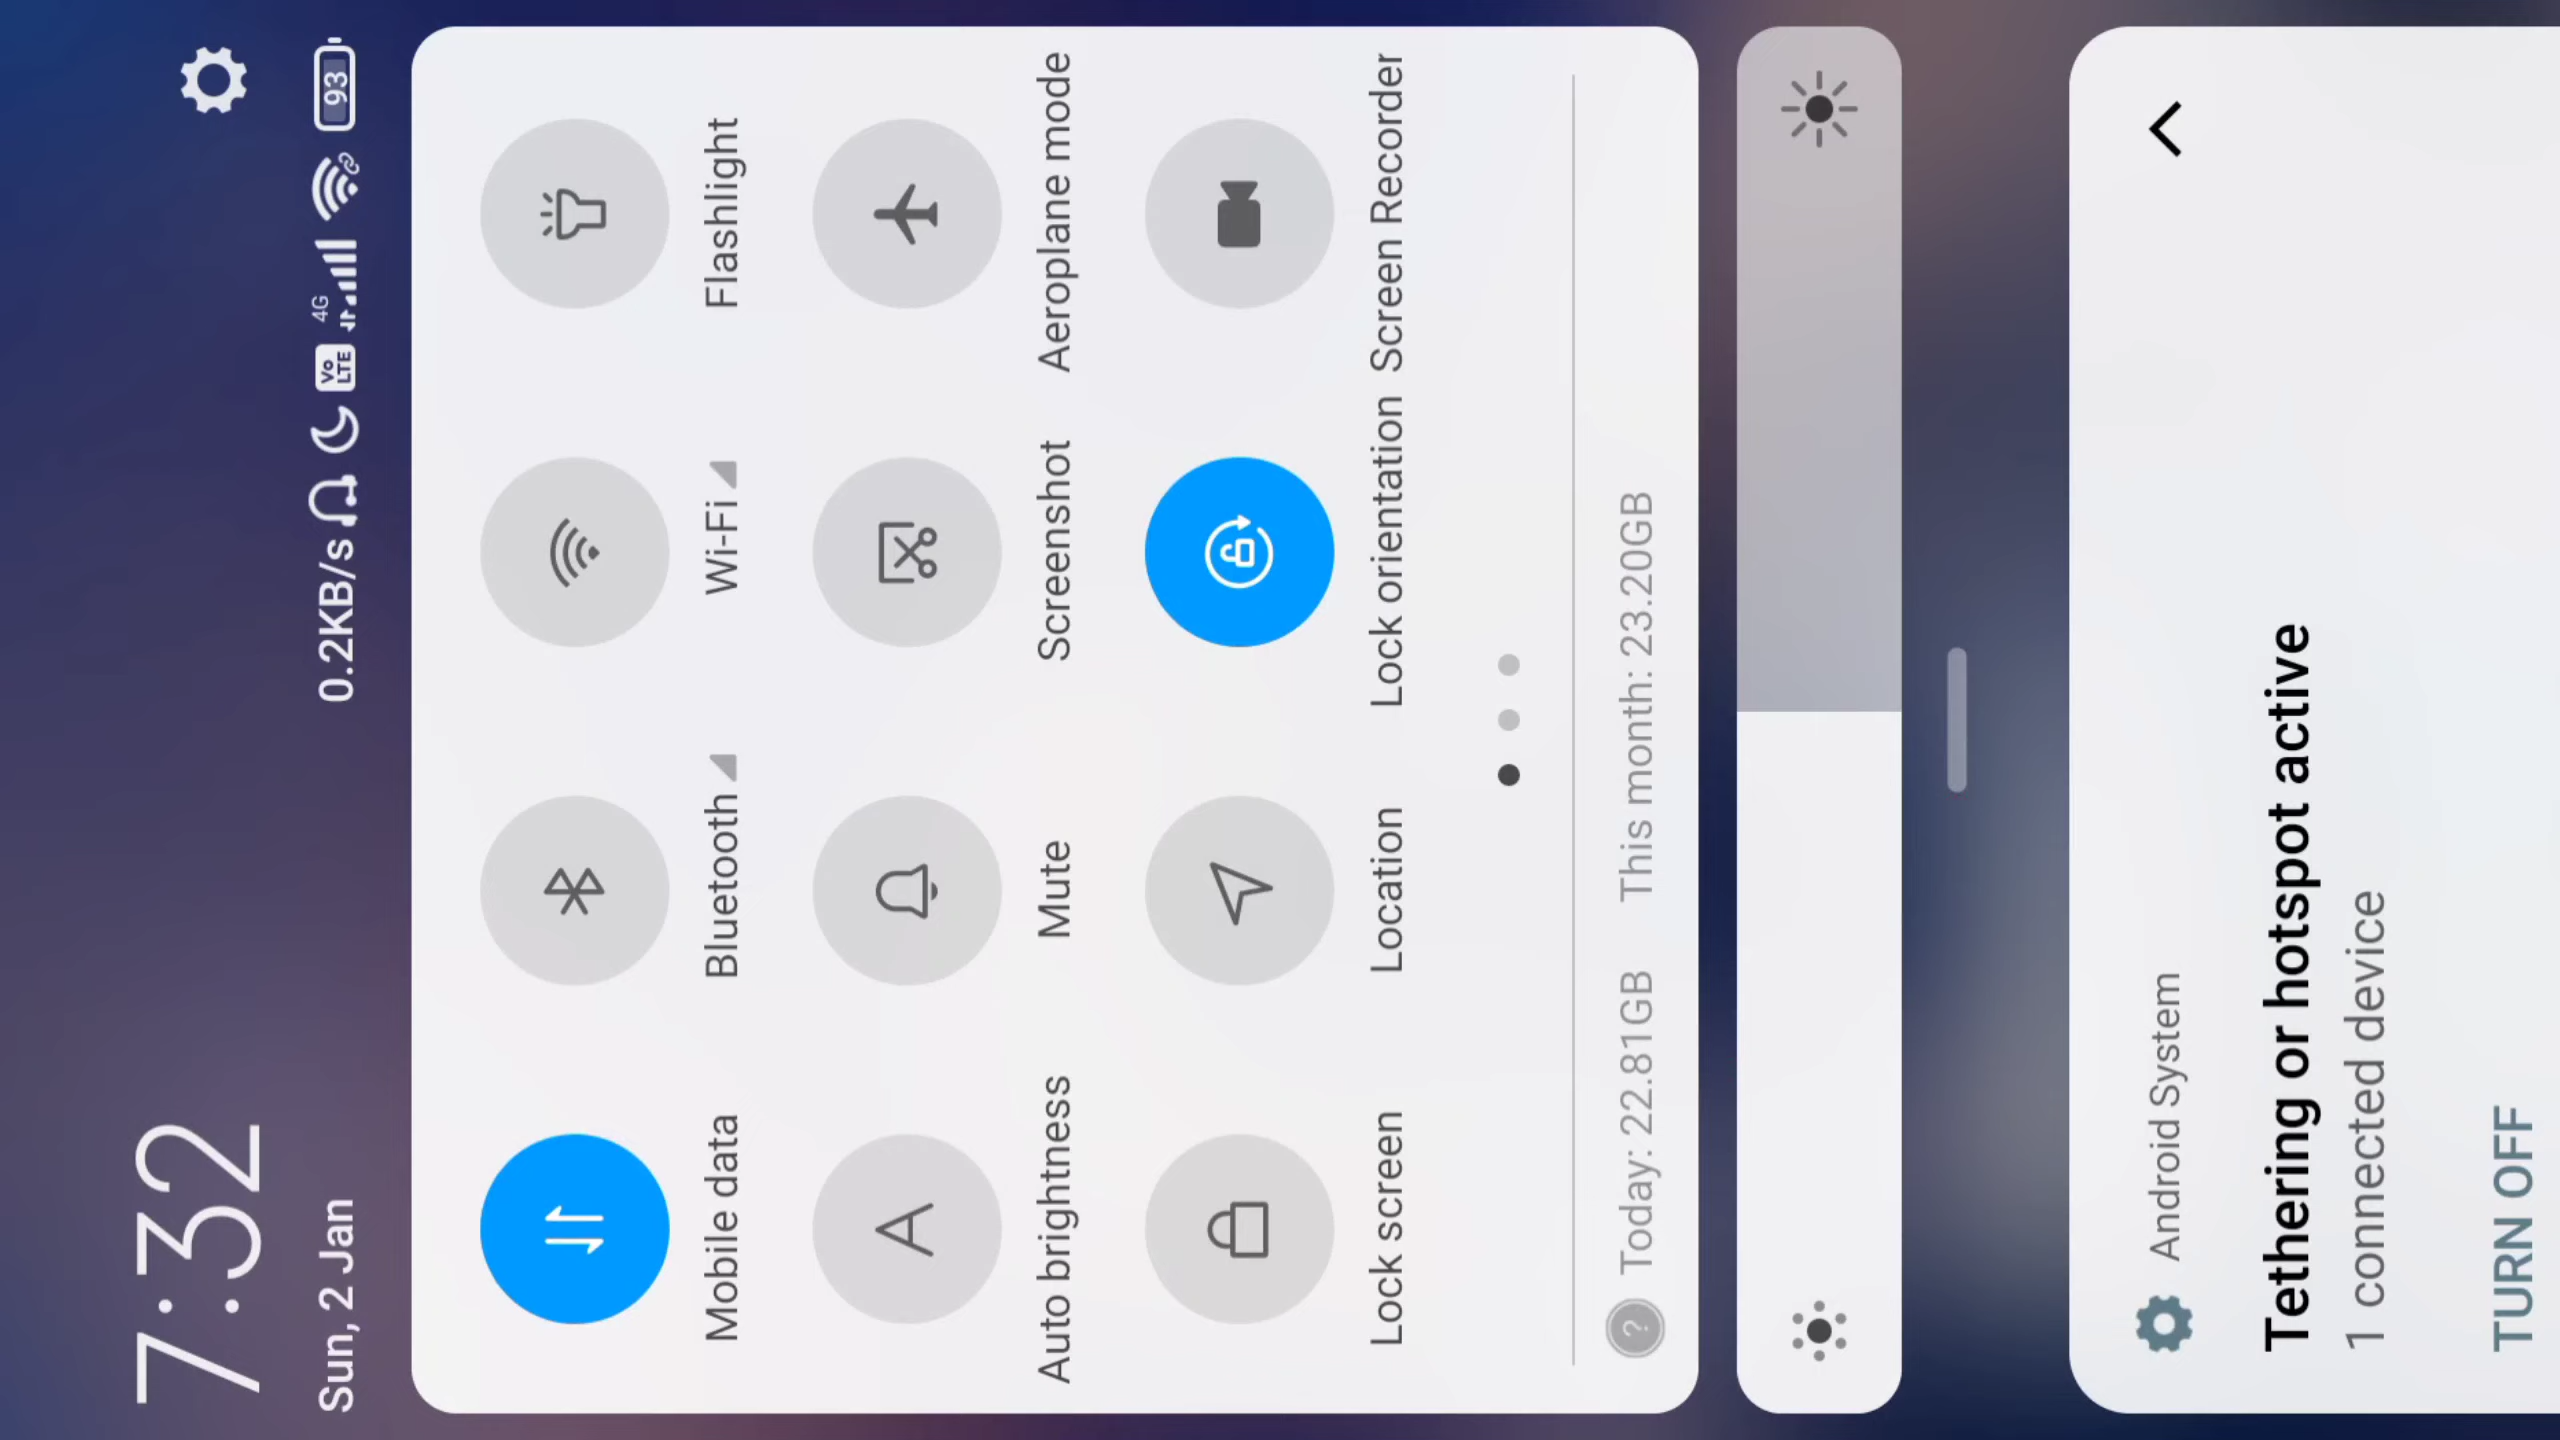 7:32
Sun, 2 Jan
0.2KB/s VoLTE 4G 93
Mobile data Bluetooth Wi-Fi Flashlight
Auto brightness Mute Screenshot Aeroplane mode
Lock screen Location Lock orientation Screen Recorder
? Today: 22.81GB This month: 23.20GB
Android System
Tethering or hotspot active
1 connected device
TURN OFF